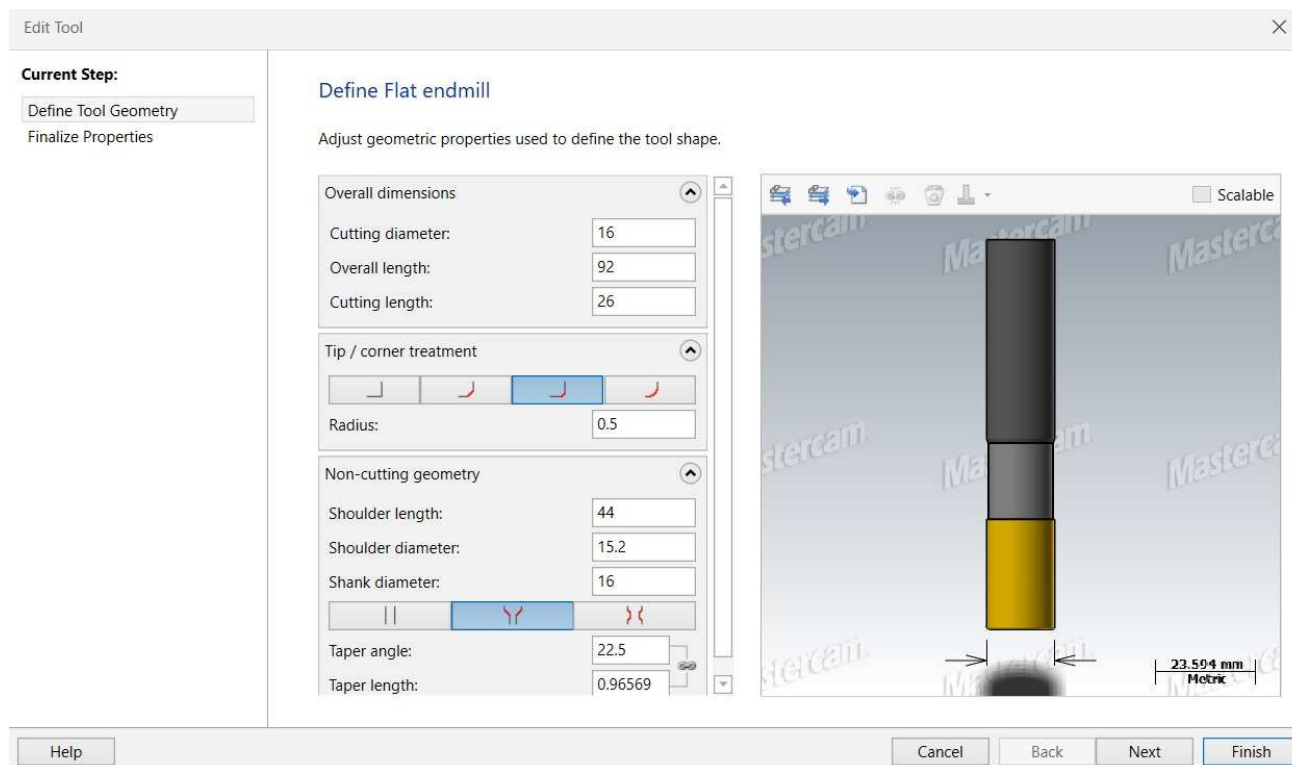 Edit Tool
Current Step:
Define Tool Geometry
Finalize Properties
Define Flat endmill
Adjust geometric properties used to define the tool shape.
Overall dimensions
Cutting diameter: 16
Overall length: 92
Cutting length: 26
Tip / corner treatment
Radius: 0.5
Non-cutting geometry
Shoulder length: 44
Shoulder diameter: 15.2
Shank diameter: 16
Taper angle: 22.5
Taper length: 0.96569
Scalable
Mastercam
23.594 mm
Metric
Help
Cancel
Back
Next
Finish